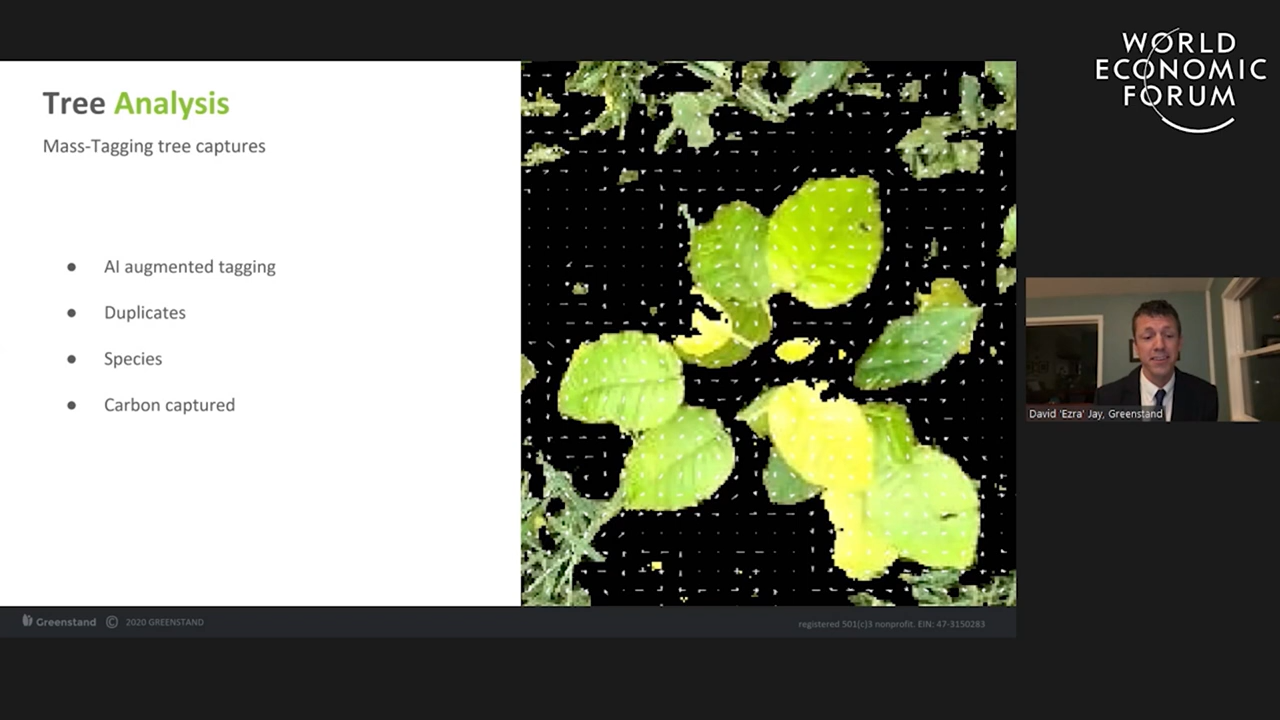 Tree Analysis
Mass-Tagging tree captures
● AI augmented tagging
● Duplicates
● Species
● Carbon captured
Greenstand © 2020 GREENSTAND
registered 501(c)3 nonprofit. EIN: 47-3150283
WORLD
ECONOMIC
FORUM
David 'Ezra' Jay, Greenstand